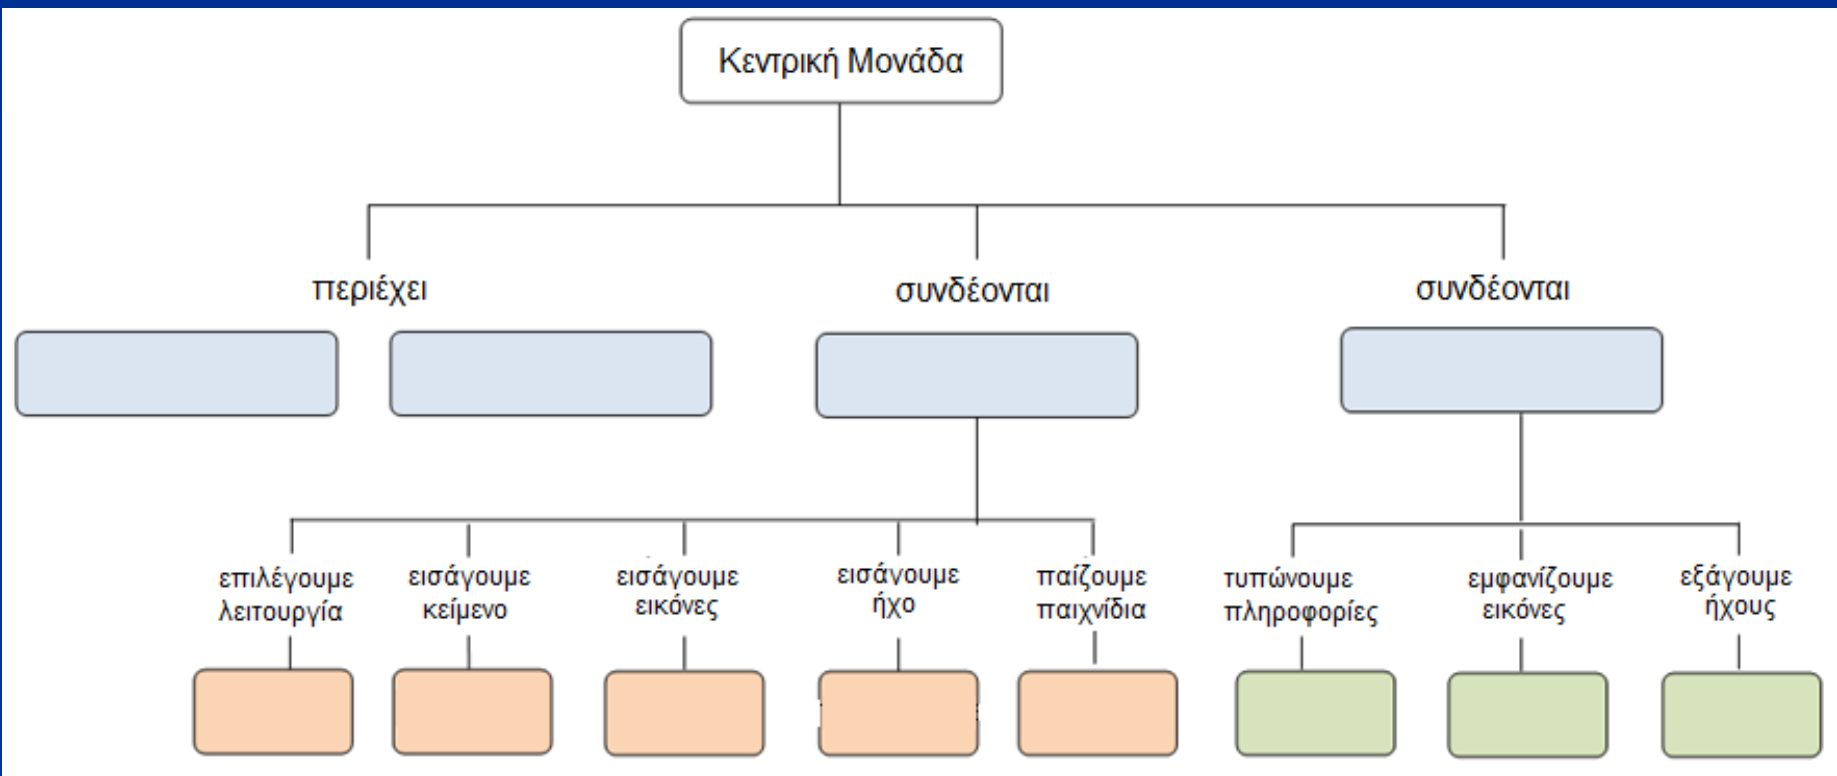 Κεντρική Μονάδα
περιέχει
συνδέονται
συνδέονται
επιλέγουμε
λειτουργία
εισάγουμε
κείμενο
εισάγουμε
εικόνες
εισάγουμε
ήχο
παίζουμε
παιχνίδια
τυπώνουμε
πληροφορίες
εμφανίζουμε
εικόνες
εξάγουμε
ήχους